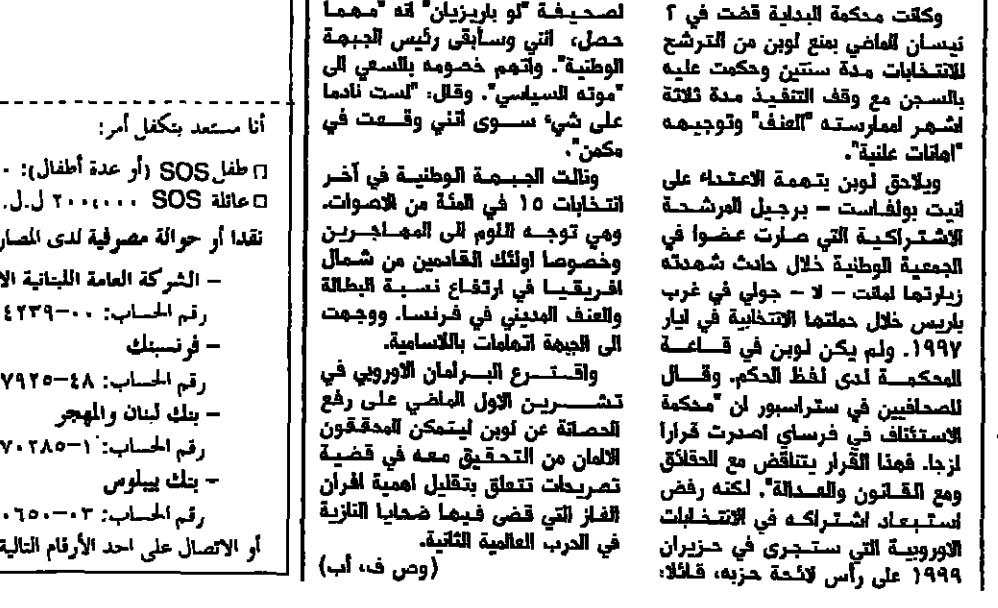 وكانت محكمة البداية قضت في ٢
نيسان الماضي بمنع لوبن من الترشح
للانتخابات مدة سنتين وحكمت عليه
بالسجن مع وقف التنفيذ مدة ثلاثة
اشهر لممارسته "العنف" وتوجيهه
"اهانات علنية".
ويلاحق لوبن بتهمة الاعتداء على
انيت بولفاست – برجيل المرشحة
الاشتراكية التي صارت عضوا في
الجمعية الوطنية خلال حادث شهدته
زيارتها لمانت – لا – جولي في غرب
باريس خلال حملتها الانتخابية في ايار
١٩٩٧. ولم يكن لوبن في قاعة
المحكمة لدى لفظ الحكم. وقال
للصحافيين في ستراسبور ان "محكمة
الاستئناف في فرساي اصدرت قرارا
لزجا. فهذا القرار يتناقض مع الحقائق
ومع القانون والعدالة". لكنه رفض
استبعاد اشتراكه في الانتخابات
الاوروبية التي ستجرى في حزيران
١٩٩٩ على رأس لائحة حزبه، قائلا:
لصحيفة "لو باريزيان" انه "مهما
حصل، انني وسأبقى رئيس الجبهة
الوطنية". واتهم خصومه بالسعي الى
"موته السياسي". وقال: "لست نادما
على شيء سوى انني وقعت في
مكمن".
ونالت الجبهة الوطنية في آخر
انتخابات ١٥ في المئة من الاصوات.
وهي توجه اللوم الى المهاجرين
وخصوصا اولئك القادمين من شمال
افريقيا في ارتفاع نسبة البطالة
والعنف المديني في فرنسا. ووجهت
الى الجبهة اتهامات باللاسامية.
واقترع البرلمان الاوروبي في
تشرين الاول الماضي على رفع
الحصانة عن لوبن ليتمكن المحققون
الالمان من التحقيق معه في قضية
تصريحات تتعلق بتقليل اهمية افران
الغاز التي قضى فيها ضحايا النازية
في الحرب العالمية الثانية.
(وص ف، أب)
أنا مستعد بتكفل أمر:
□ طفل SOS (أو عدة أطفال): ٠
□ عائلة SOS ٢٠٠،٠٠٠ ل.ل.
نقدا أو حوالة مصرفية لدى المصار
– الشركة العامة اللبنانية الا
رقم الحساب: ٠٠–٤٢٣٩
– فرنسبنك
رقم الحساب: ٤٨–٧٩٢٥
– بنك لبنان والمهجر
رقم الحساب: ١–٧٠٢٨٥
– بنك بيبلوس
رقم الحساب: ٠٣–٠٦٥٠
أو الاتصال على احد الأرقام التالية